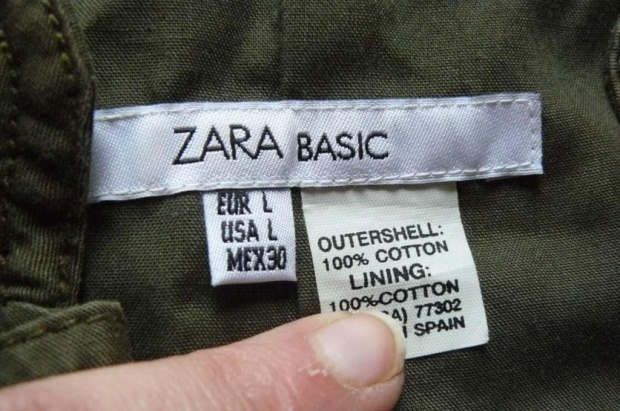 ZARA BASIC
EUR L
USA L
MEX30
OUTERSHELL:
100% COTTON
LINING:
100%COTTON
A) 77302
SPAIN